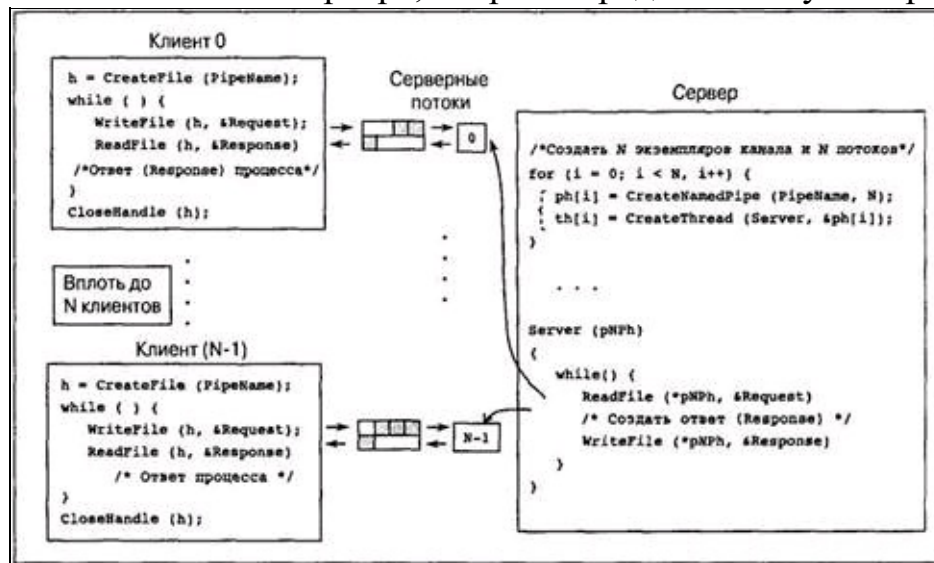 Клиент 0
h = CreateFile (PipeName);
while ( ) {
WriteFile (h, &Request);
ReadFile (h, &Response)
/*Ответ (Response) процесса*/
}
CloseHandle (h);
Серверные
потоки
0
Сервер
/*Создать N экземпляров канала и N потоков*/
for (i = 0; i < N, i++) {
ph[i] = CreateNamedPipe (PipeName, N);
th[i] = CreateThread (Server, &ph[i]);
}
. . .
Server (pNPh)
{
while() {
ReadFile (*pNPh, &Request)
/* Создать ответ (Response) */
WriteFile (*pNPh, &Response)
}
}
Вплоть до
N клиентов
Клиент (N-1)
h = CreateFile (PipeName);
while ( ) {
WriteFile (h, &Request);
ReadFile (h, &Response)
/* Ответ процесса */
}
CloseHandle (h);
N-1